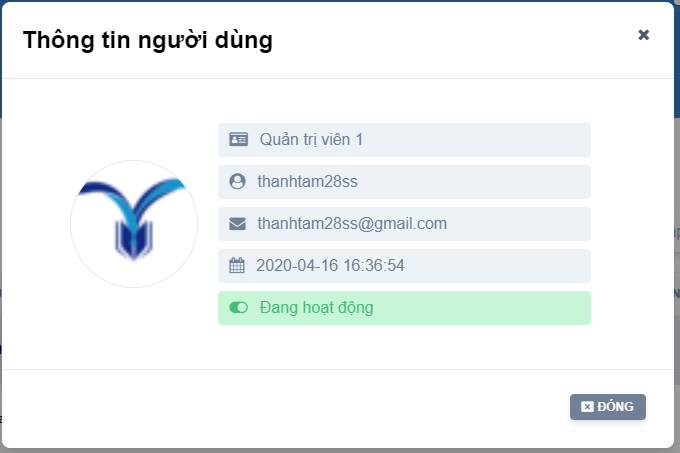 Thông tin người dùng
Quản trị viên 1
thanhtam28ss
thanhtam28ss@gmail.com
2020-04-16 16:36:54
Đang hoạt động
ĐÓNG